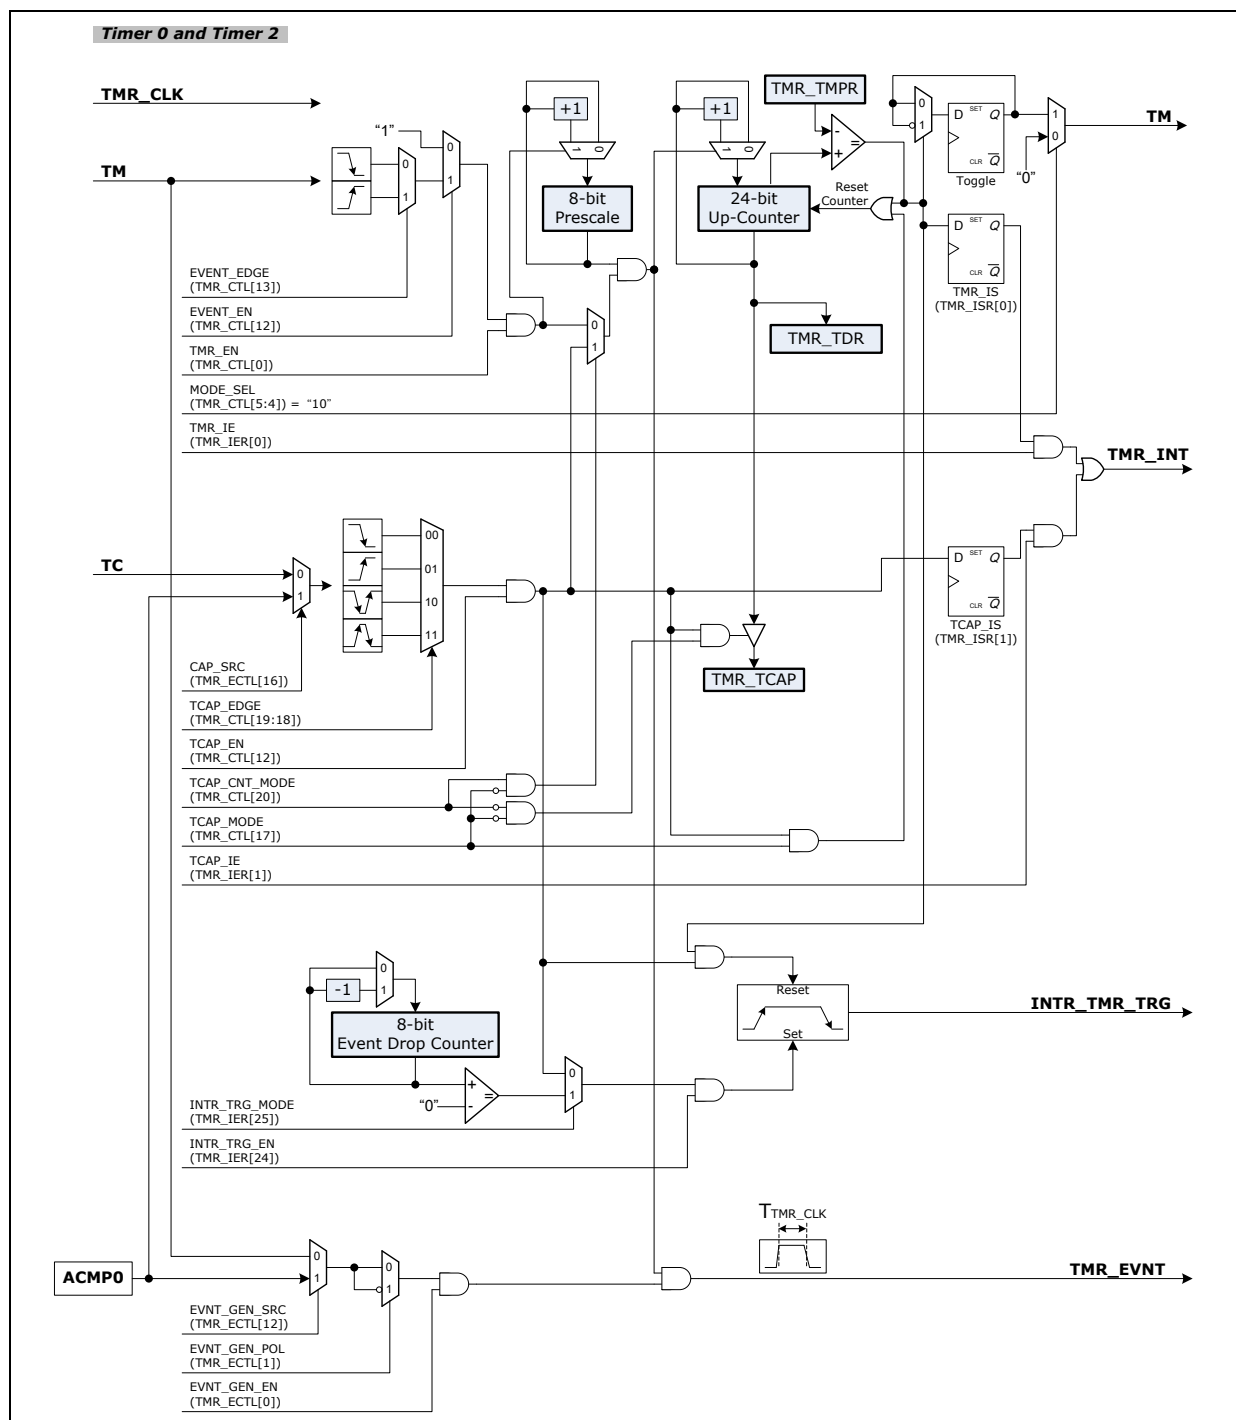 Timer 0 and Timer 2
TMR_CLK
TM
"1"
0
1
0
1
+1
1 0
8-bit
Prescale
+1
1 0
24-bit
Up-Counter
TMR_TMPR
-
+
=
Reset
Counter
0
1
D SET Q
CLR Q
Toggle
1
0
"0"
TM
D SET Q
CLR Q
TMR_IS
(TMR_ISR[0])
EVENT_EDGE
(TMR_CTL[13])
EVENT_EN
(TMR_CTL[12])
TMR_EN
(TMR_CTL[0])
0
1
TMR_TDR
MODE_SEL
(TMR_CTL[5:4]) = "10"
TMR_IE
(TMR_IER[0])
TMR_INT
TC
0
1
00
01
10
11
D SET Q
CLR Q
TCAP_IS
(TMR_ISR[1])
TMR_TCAP
CAP_SRC
(TMR_ECTL[16])
TCAP_EDGE
(TMR_CTL[19:18])
TCAP_EN
(TMR_CTL[12])
TCAP_CNT_MODE
(TMR_CTL[20])
TCAP_MODE
(TMR_CTL[17])
TCAP_IE
(TMR_IER[1])
-1
0
1
8-bit
Event Drop Counter
+
-
=
"0"
0
1
Reset
Set
INTR_TMR_TRG
INTR_TRG_MODE
(TMR_IER[25])
INTR_TRG_EN
(TMR_IER[24])
TTMR_CLK
ACMP0
0
1
0
1
TMR_EVNT
EVNT_GEN_SRC
(TMR_ECTL[12])
EVNT_GEN_POL
(TMR_ECTL[1])
EVNT_GEN_EN
(TMR_ECTL[0])